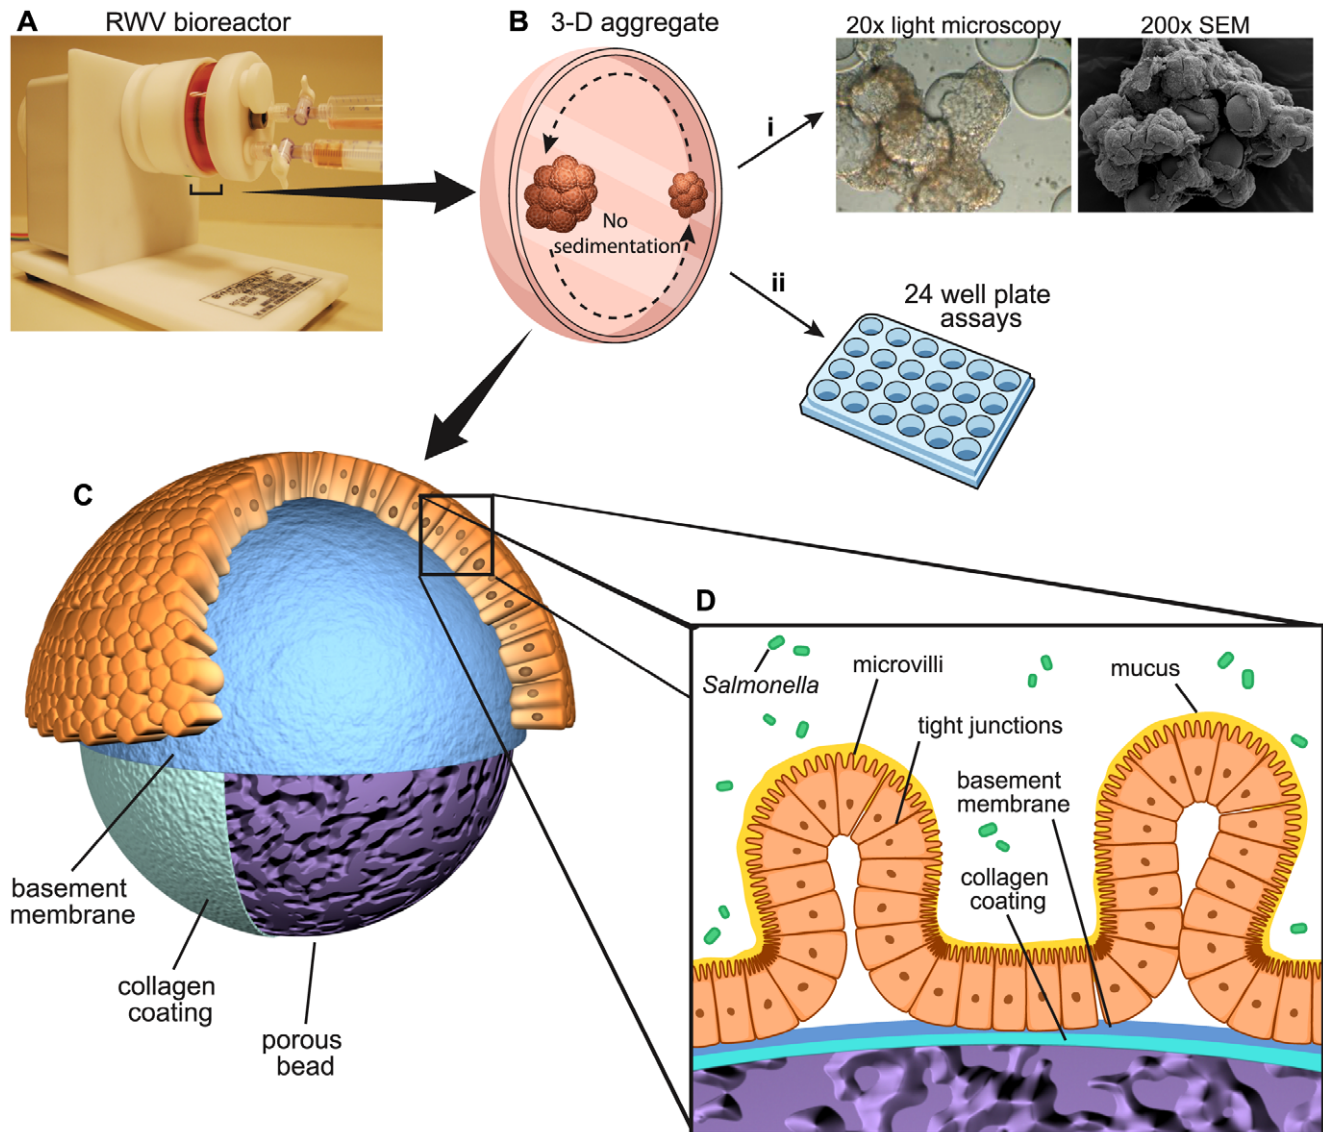 A
RWV bioreactor
B
3-D aggregate
20x light microscopy
200x SEM
i
No
sedimentation
ii
24 well plate
assays
C
D
Salmonella
microvilli
mucus
tight junctions
basement
membrane
collagen
coating
basement
membrane
collagen
coating
porous
bead